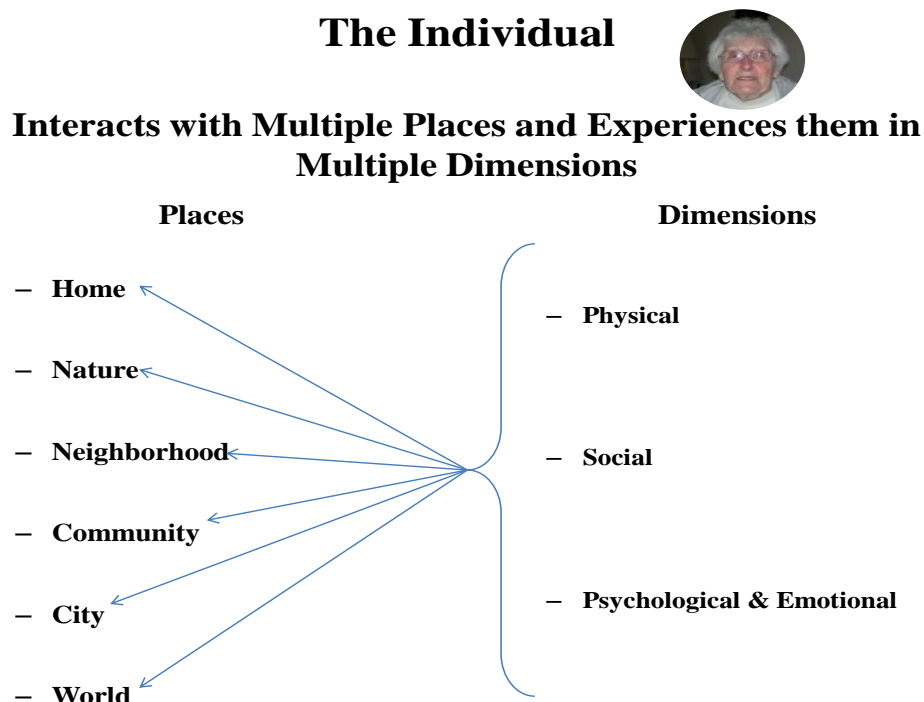 The Individual
Interacts with Multiple Places and Experiences them in
Multiple Dimensions
Places
– Home
– Nature
– Neighborhood
– Community
– City
– World
Dimensions
– Physical
– Social
– Psychological & Emotional